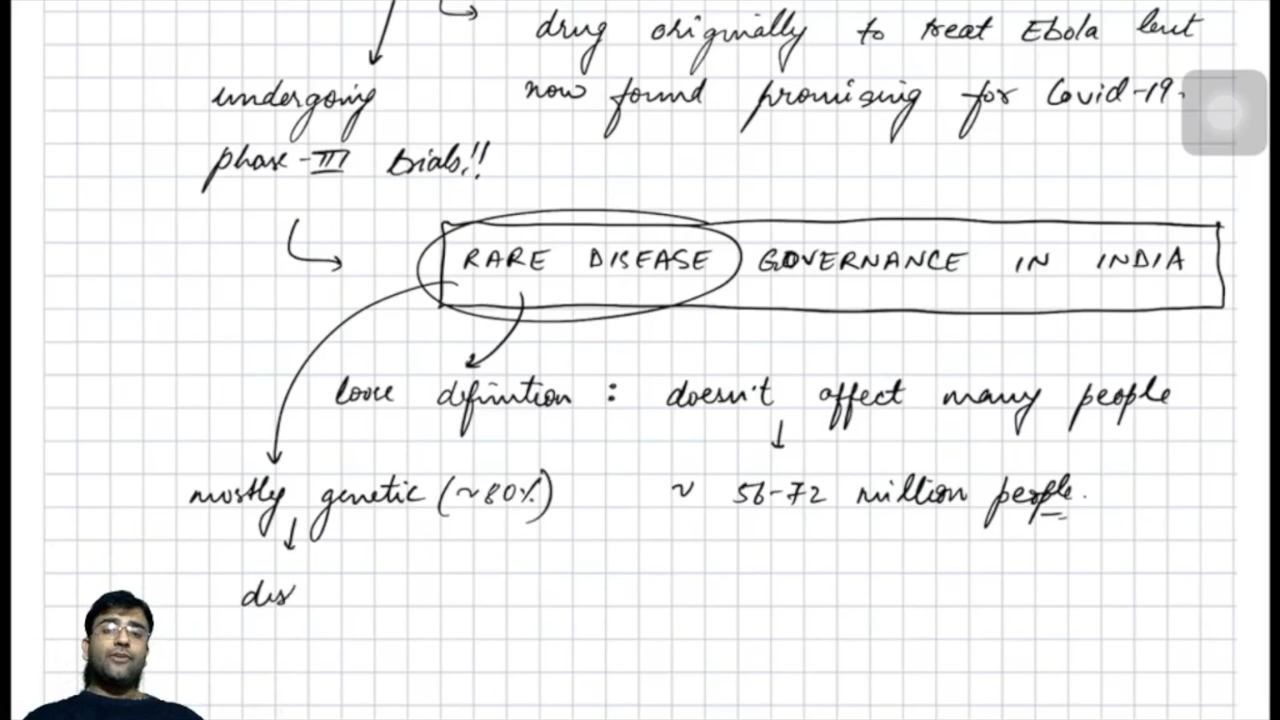 drug originally to treat Ebola but
undergoing now found promising for Covid-19.
phase-III trials!!
RARE DISEASE GOVERNANCE IN INDIA
loose definition : doesn't affect many people
mostly genetic (~80%) ~ 56-72 million people.
dis